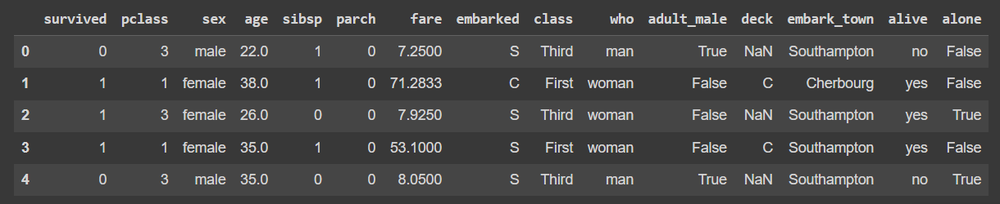 survived pclass sex age sibsp parch fare embarked class who adult_male deck embark_town alive alone
0 0 3 male 22.0 1 0 7.2500 S Third man True NaN Southampton no False
1 1 1 female 38.0 1 0 71.2833 C First woman False C Cherbourg yes False
2 1 3 female 26.0 0 0 7.9250 S Third woman False NaN Southampton yes True
3 1 1 female 35.0 1 0 53.1000 S First woman False C Southampton yes False
4 0 3 male 35.0 0 0 8.0500 S Third man True NaN Southampton no True